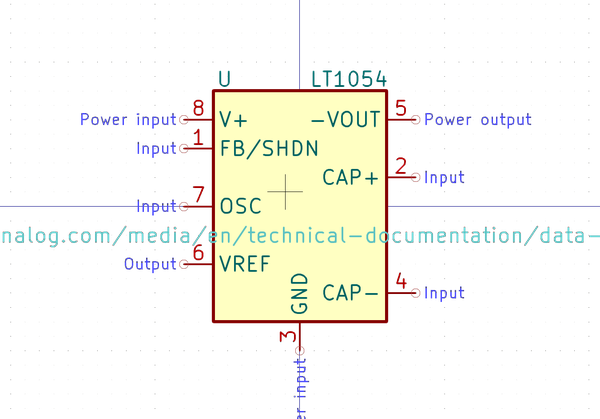 U LT1054
Power input 8 V+ -VOUT 5 Power output
Input 1 FB/SHDN
CAP+ 2 Input
Input 7 OSC
nalog.com/media/en/technical-documentation/data-
Output 6 VREF
GND CAP- 4 Input
3
input